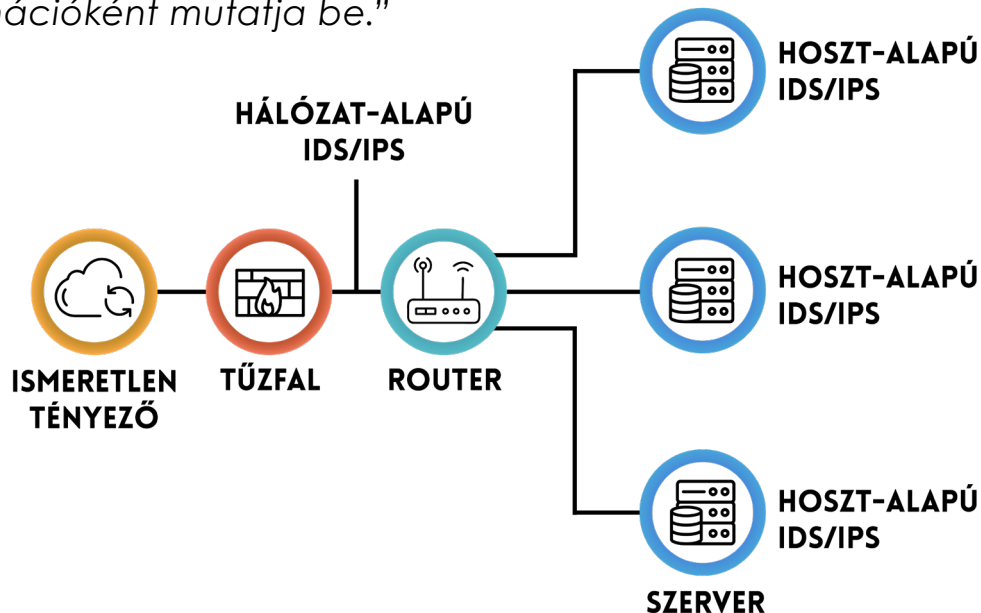 mutatja be.”
HOSZT-ALAPÚ
IDS/IPS
HÁLÓZAT-ALAPÚ
IDS/IPS
HOSZT-ALAPÚ
IDS/IPS
ISMERETLEN
TÉNYEZŐ
TŰZFAL
ROUTER
HOSZT-ALAPÚ
IDS/IPS
SZERVER